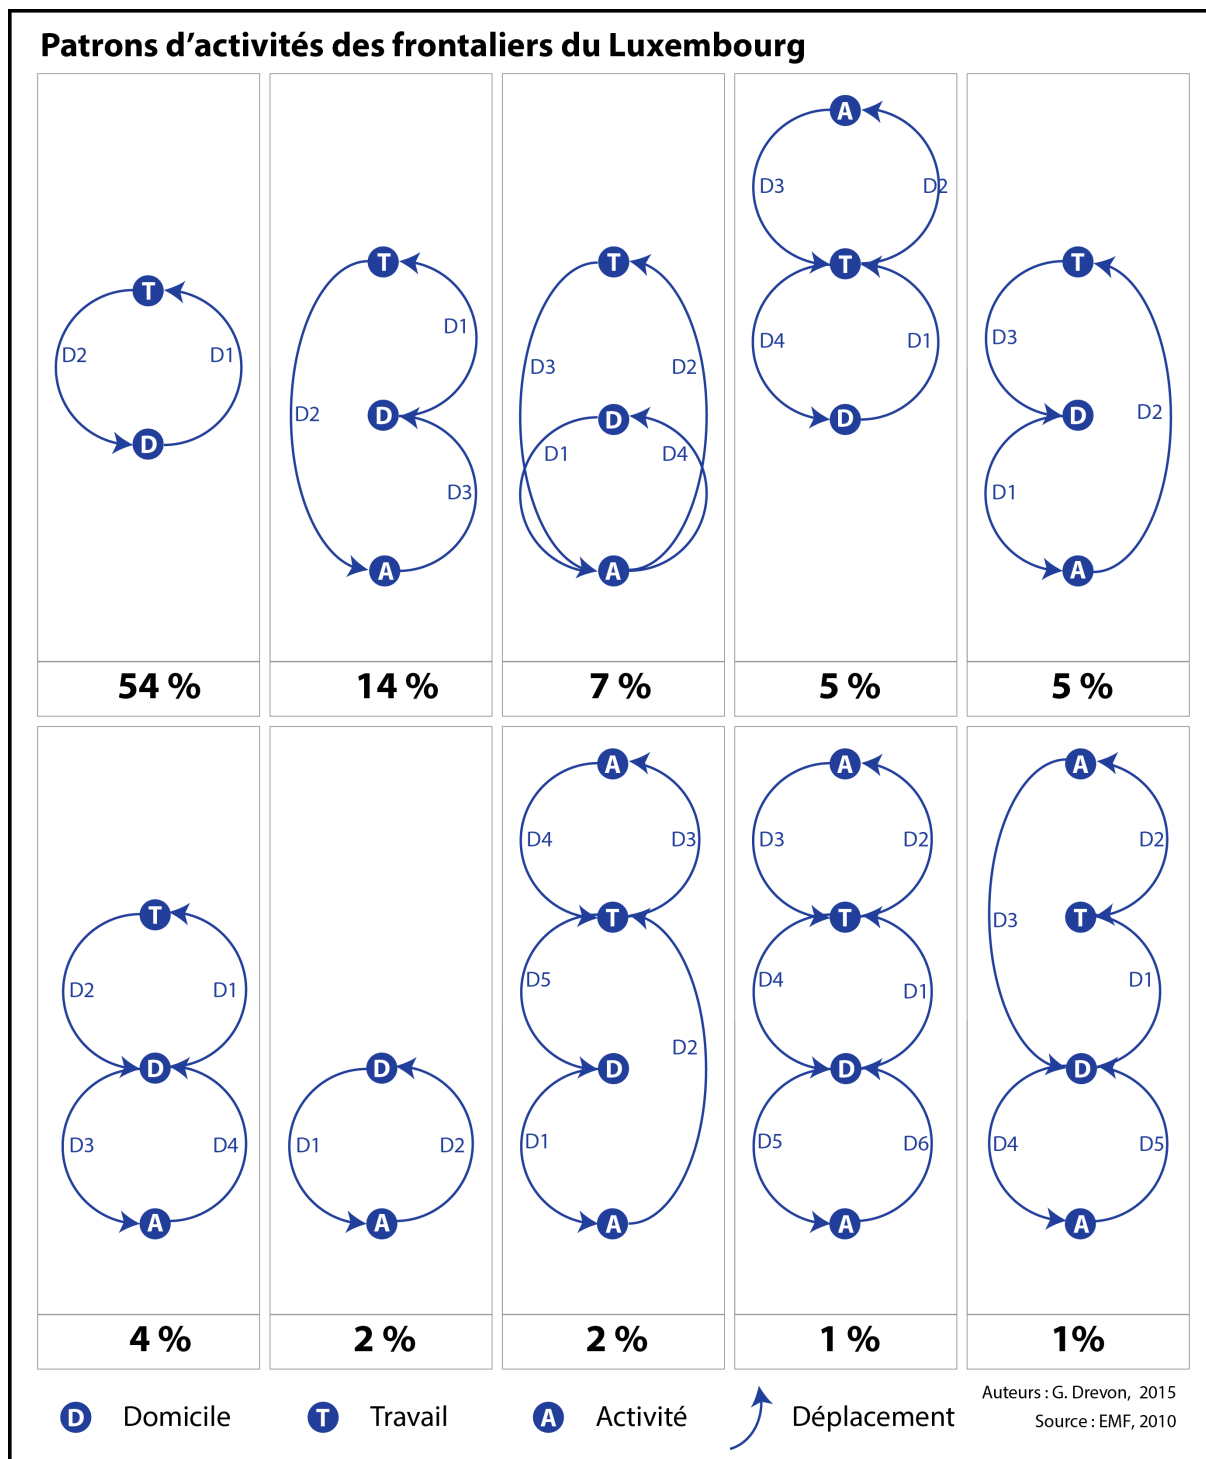 Patrons d’activités des frontaliers du Luxembourg
T
D2
D1
D
54 %
T
D1
D2
D
D3
A
14 %
T
D3
D2
D
D1
D4
A
7 %
A
D3
D2
T
D4
D1
D
5 %
T
D3
D
D2
D1
A
5 %
T
D2
D1
D
D3
D4
A
4 %
D
D1
D2
A
2 %
A
D4
D3
T
D5
D2
D
D1
A
2 %
A
D3
D2
T
D4
D1
D
D5
D6
A
1 %
A
D2
D3
T
D1
D
D4
D5
A
1%
D Domicile
T Travail
A Activité
Déplacement
Auteurs : G. Drevon, 2015
Source : EMF, 2010